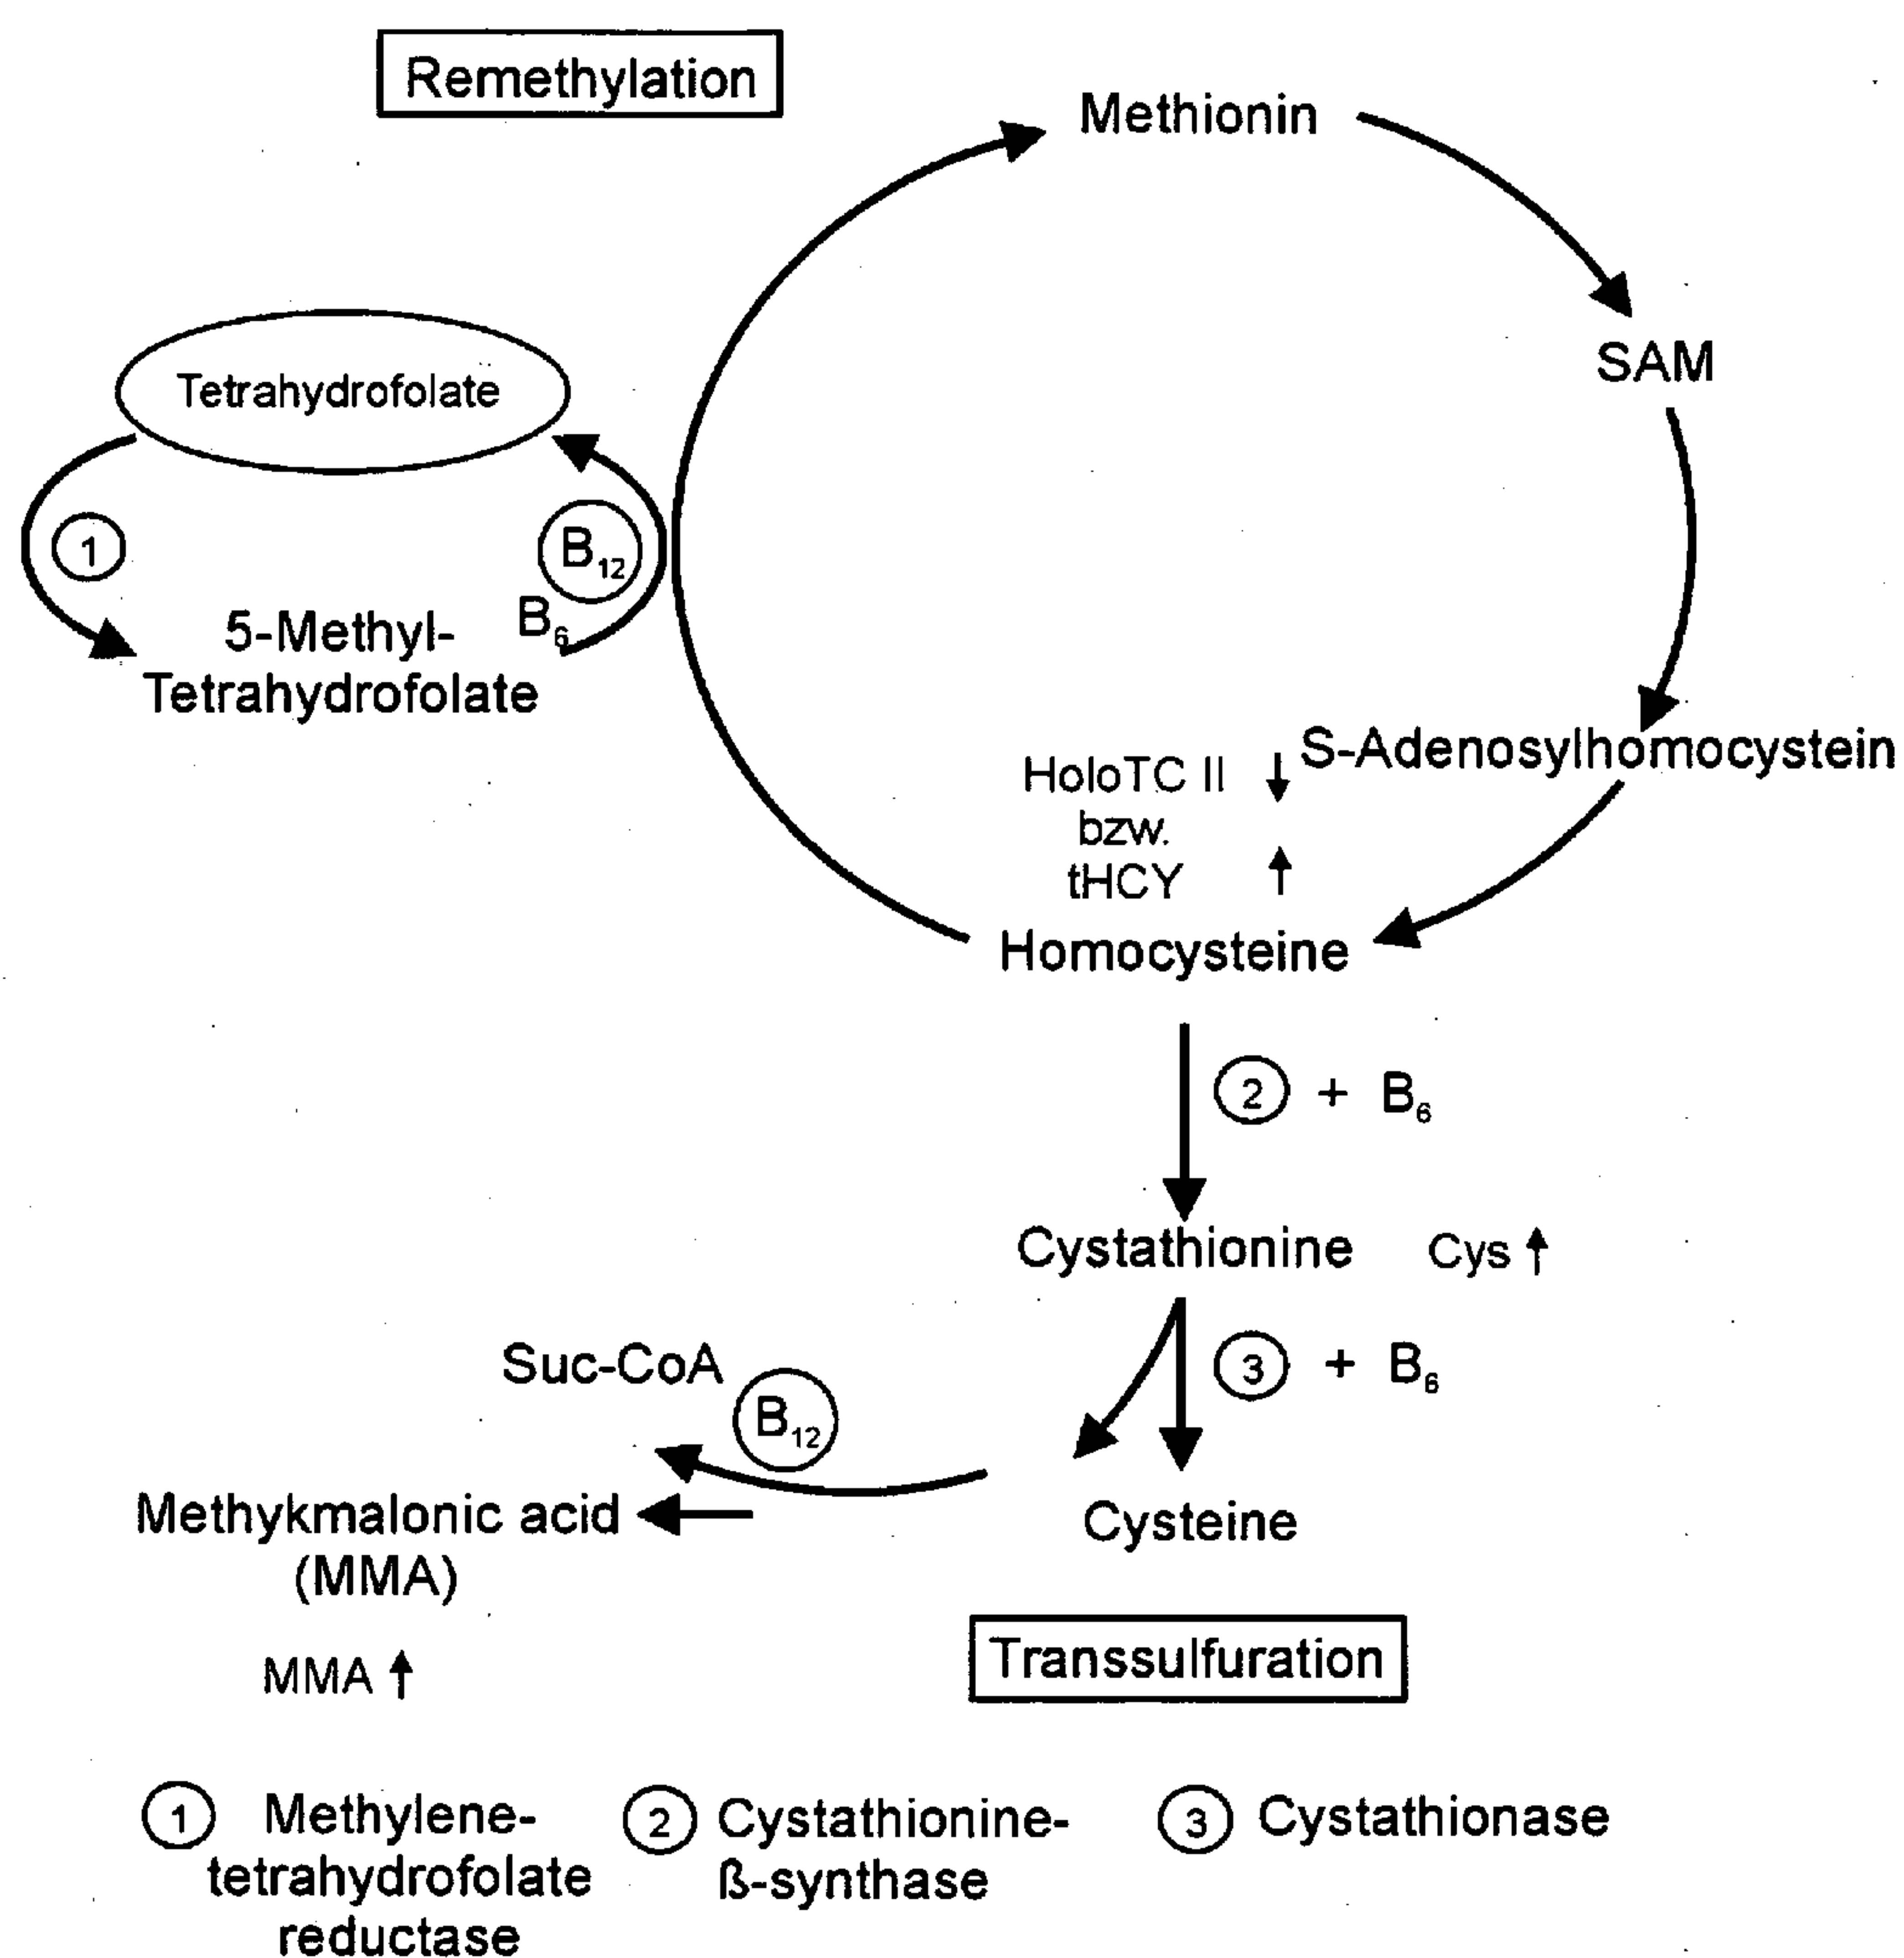 Remethylation
Methionin
SAM
Tetrahydrofolate
1
B12
B6
5-Methyl-
Tetrahydrofolate
S-Adenosylhomocystein
HoloTC II ↓
bzw.
tHCY ↑
Homocysteine
2 + B6
Cystathionine Cys ↑
3 + B6
Suc-CoA
B12
Methykmalonic acid
(MMA)
Cysteine
MMA ↑
Transsulfuration
1 Methylene-
tetrahydrofolate
reductase
2 Cystathionine-
ß-synthase
3 Cystathionase